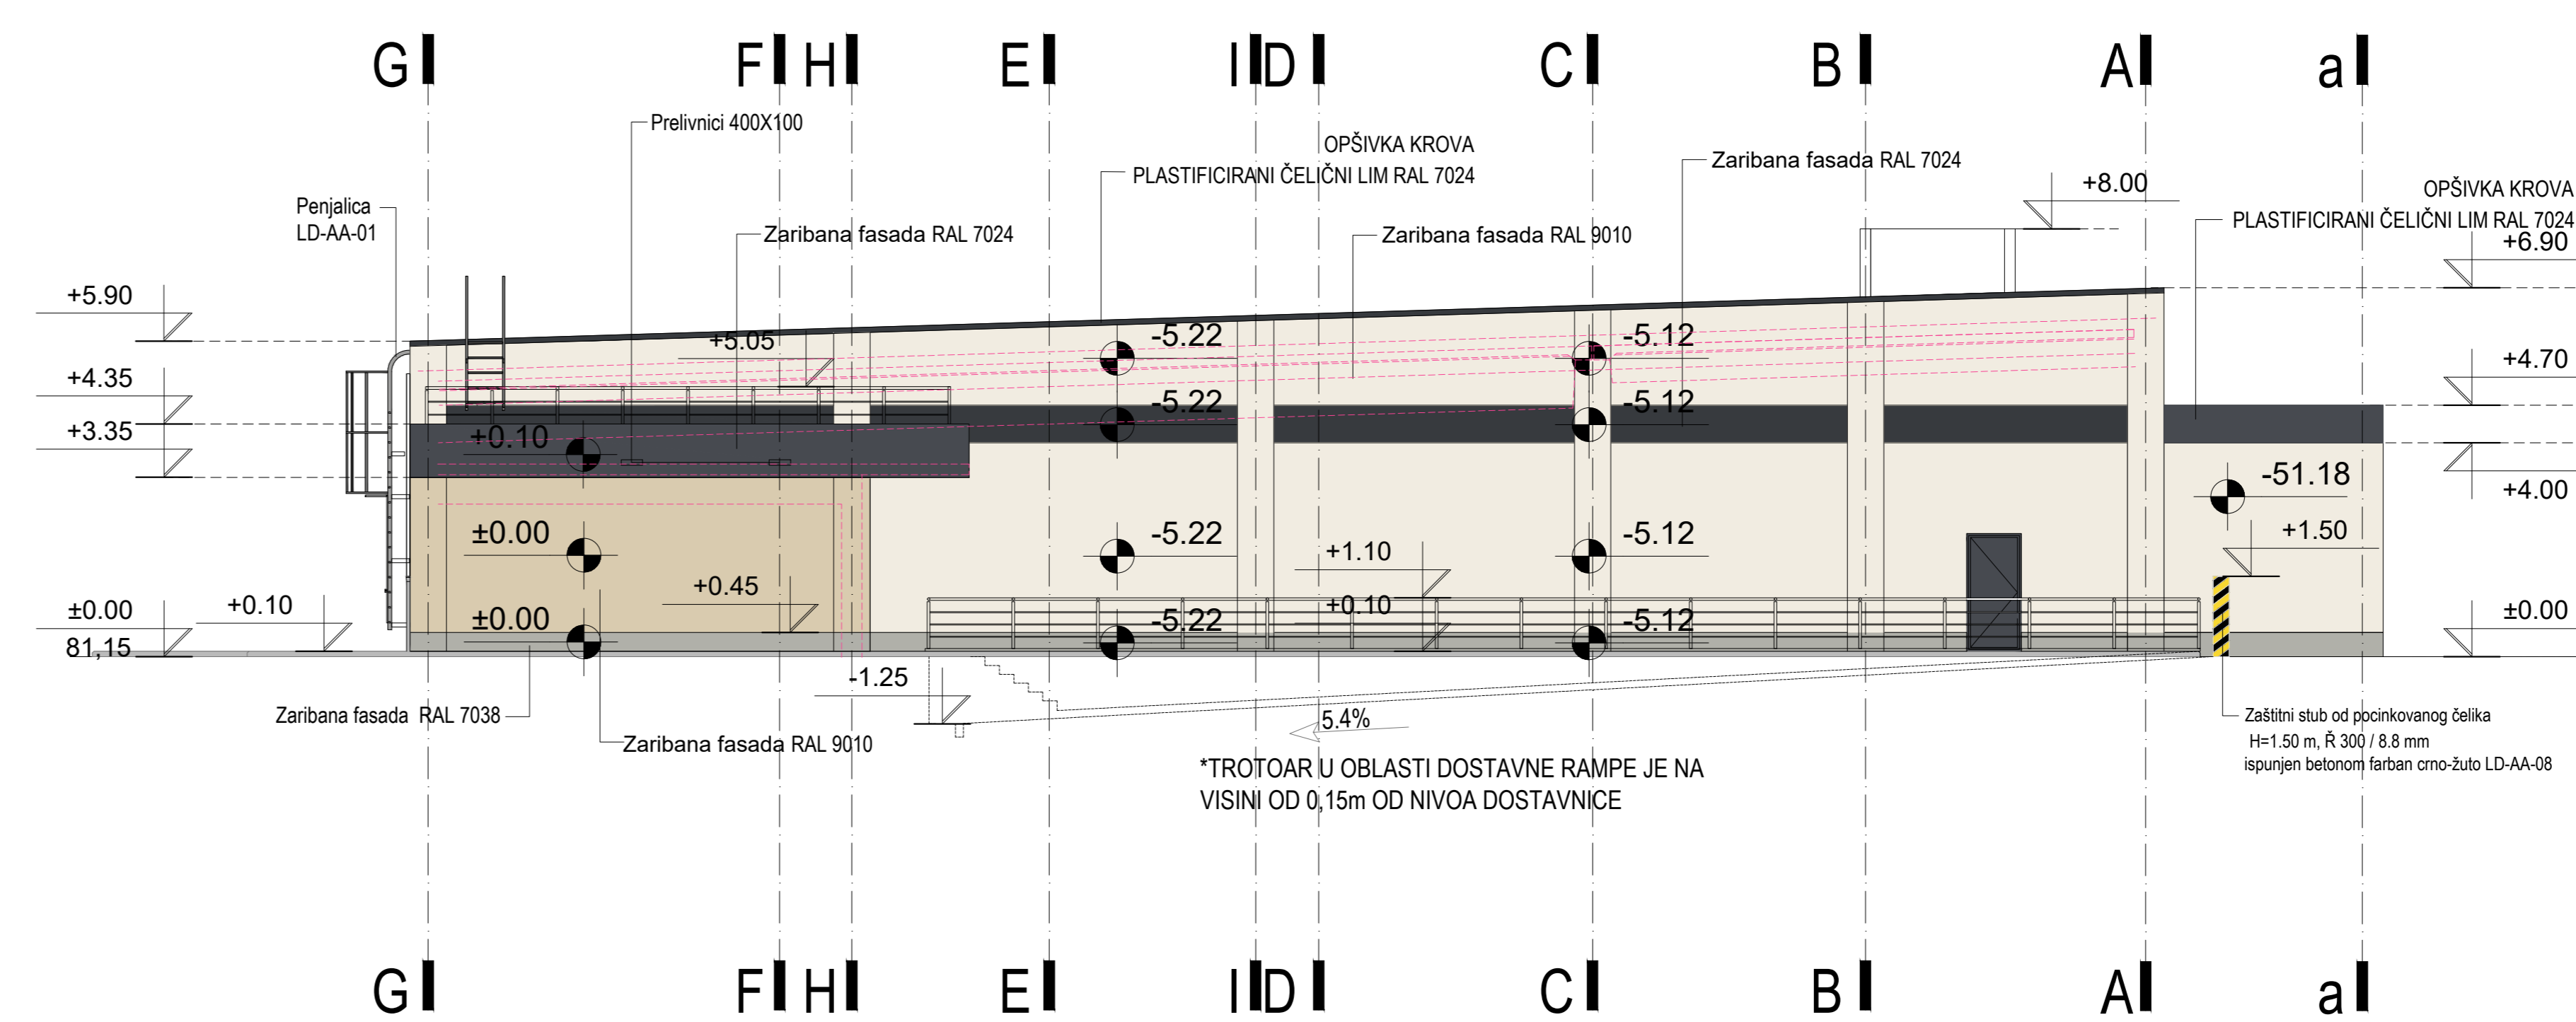 G F H E I D C B A a
Prelivnici 400X100
OPŠIVKA KROVA
PLASTIFICIRANI ČELIČNI LIM RAL 7024
Zaribana fasada RAL 7024
+8.00
OPŠIVKA KROVA
PLASTIFICIRANI ČELIČNI LIM RAL 7024
Penjalica
LD-AA-01
Zaribana fasada RAL 7024
Zaribana fasada RAL 9010
+6.90
+5.90
+5.05
-5.22
-5.12
+4.35
+4.70
+3.35
+0.10
-5.22
-5.12
-51.18
+4.00
±0.00
-5.22
-5.12
+1.10
+1.50
±0.00
81,15
+0.10
+0.45
±0.00
-5.22
+0.10
-5.12
±0.00
-1.25
Zaribana fasada RAL 7038
Zaribana fasada RAL 9010
5.4%
Zaštitni stub od pocinkovanog čelika
H=1.50 m, Ř 300 / 8.8 mm
ispunjen betonom farban crno-žuto LD-AA-08
*TROTOAR U OBLASTI DOSTAVNE RAMPE JE NA
VISINI OD 0,15m OD NIVOA DOSTAVNICE
G F H E I D C B A a